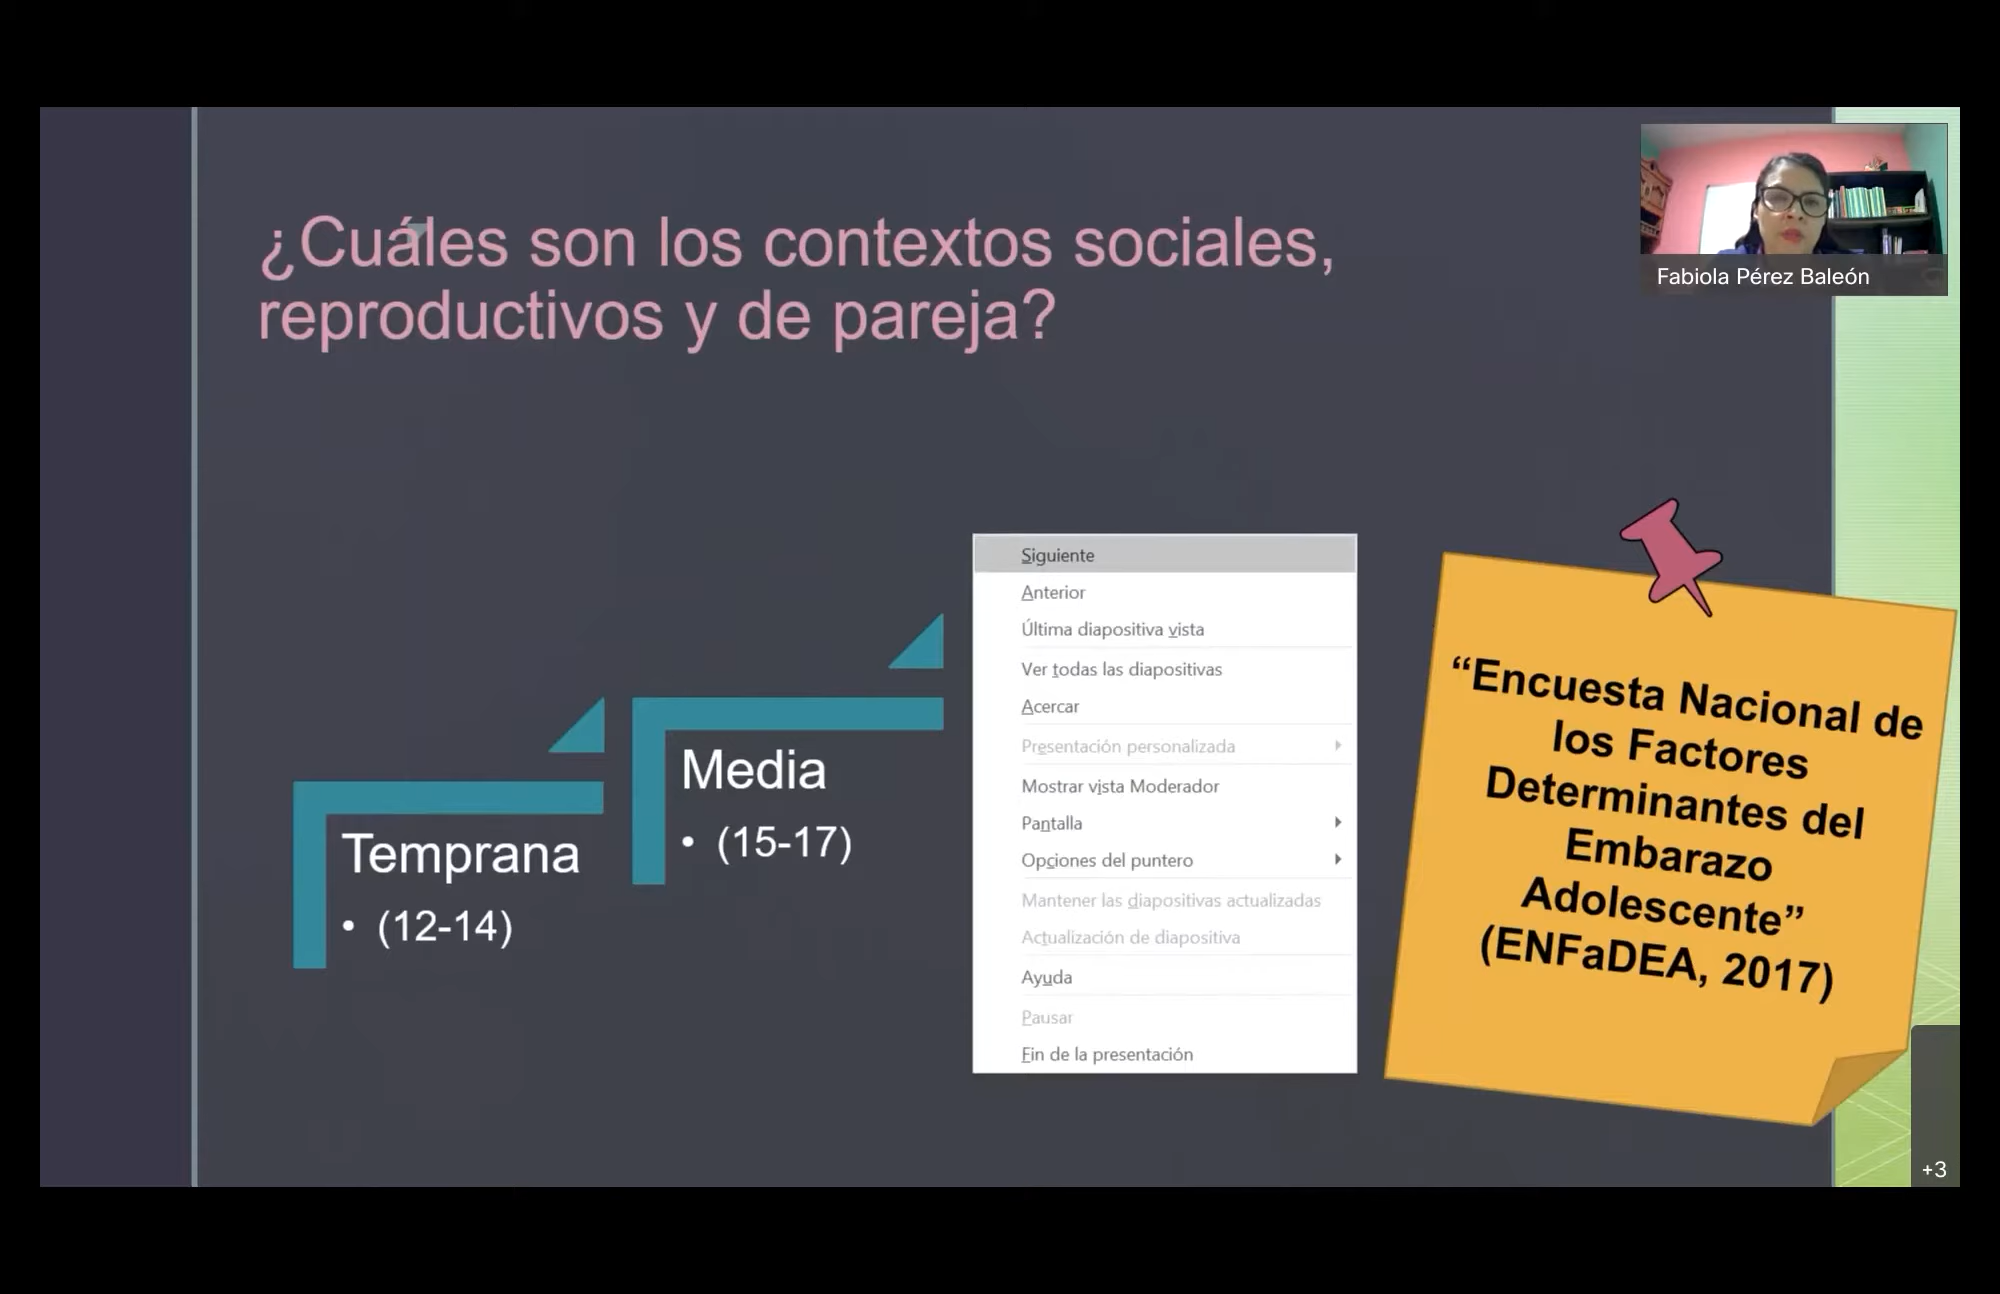 ¿Cuáles son los contextos sociales,
reproductivos y de pareja?
Fabiola Pérez Baleón
Temprana
• (12-14)
Media
• (15-17)
Siguiente
Anterior
Última diapositiva vista
Ver todas las diapositivas
Acercar
Presentación personalizada
Mostrar vista Moderador
Pantalla
Opciones del puntero
Mantener las diapositivas actualizadas
Actualización de diapositiva
Ayuda
Pausar
Fin de la presentación
“Encuesta Nacional de
los Factores
Determinantes del
Embarazo
Adolescente”
(ENFaDEA, 2017)
+3